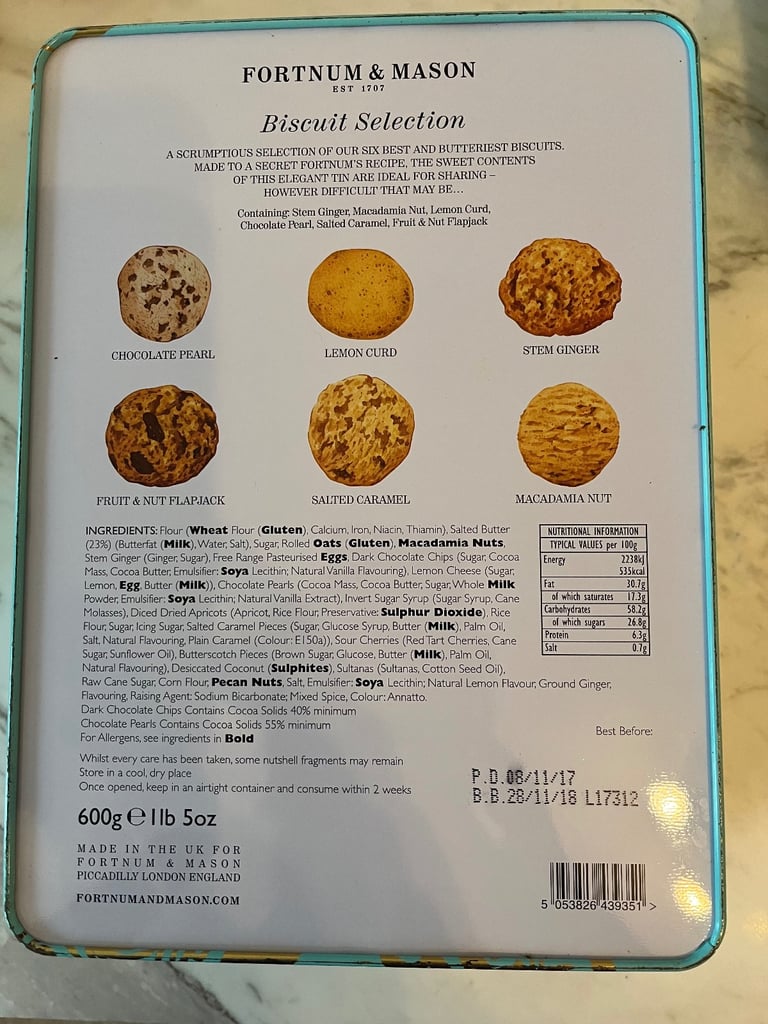 FORTNUM & MASON
EST 1707
Biscuit Selection
A SCRUMPTIOUS SELECTION OF OUR SIX BEST AND BUTTERIEST BISCUITS.
MADE TO A SECRET FORTNUM'S RECIPE, THE SWEET CONTENTS
OF THIS ELEGANT TIN ARE IDEAL FOR SHARING –
HOWEVER DIFFICULT THAT MAY BE...
Containing: Stem Ginger, Macadamia Nut, Lemon Curd,
Chocolate Pearl, Salted Caramel, Fruit & Nut Flapjack
CHOCOLATE PEARL
LEMON CURD
STEM GINGER
FRUIT & NUT FLAPJACK
SALTED CARAMEL
MACADAMIA NUT
INGREDIENTS: Flour (Wheat Flour (Gluten), Calcium, Iron, Niacin, Thiamin), Salted Butter
(23%) (Butterfat (Milk), Water, Salt), Sugar, Rolled Oats (Gluten), Macadamia Nuts,
Stem Ginger (Ginger, Sugar), Free Range Pasteurised Eggs, Dark Chocolate Chips (Sugar, Cocoa
Mass, Cocoa Butter, Emulsifier: Soya Lecithin; Natural Vanilla Flavouring), Lemon Cheese (Sugar,
Lemon, Egg, Butter (Milk)), Chocolate Pearls (Cocoa Mass, Cocoa Butter, Sugar, Whole Milk
Powder, Emulsifier: Soya Lecithin; Natural Vanilla Extract), Invert Sugar Syrup (Sugar Syrup, Cane
Molasses), Diced Dried Apricots (Apricot, Rice Flour, Preservative: Sulphur Dioxide), Rice
Flour, Sugar, Icing Sugar, Salted Caramel Pieces (Sugar, Glucose Syrup, Butter (Milk), Palm Oil,
Salt, Natural Flavouring, Plain Caramel (Colour: E150a)), Sour Cherries (Red Tart Cherries, Cane
Sugar, Sunflower Oil), Butterscotch Pieces (Brown Sugar, Glucose, Butter (Milk), Palm Oil,
Natural Flavouring), Desiccated Coconut (Sulphites), Sultanas (Sultanas, Cotton Seed Oil),
Raw Cane Sugar, Corn Flour, Pecan Nuts, Salt, Emulsifier: Soya Lecithin; Natural Lemon Flavour, Ground Ginger,
Flavouring, Raising Agent: Sodium Bicarbonate; Mixed Spice, Colour: Annatto.
Dark Chocolate Chips Contains Cocoa Solids 40% minimum
Chocolate Pearls Contains Cocoa Solids 55% minimum
For Allergens, see ingredients in Bold
NUTRITIONAL INFORMATION
TYPICAL VALUES per 100g
Energy 2238kJ
535kcal
Fat 30.7g
of which saturates 17.3g
Carbohydrates 58.2g
of which sugars 26.8g
Protein 6.3g
Salt 0.7g
Whilst every care has been taken, some nutshell fragments may remain
Store in a cool, dry place
Once opened, keep in an airtight container and consume within 2 weeks
Best Before:
P.D.08/11/17
B.B.28/11/18 L17312
600g ℮ 1lb 5oz
MADE IN THE UK FOR
FORTNUM & MASON
PICCADILLY LONDON ENGLAND
FORTNUMANDMASON.COM
5 053826 439351 >